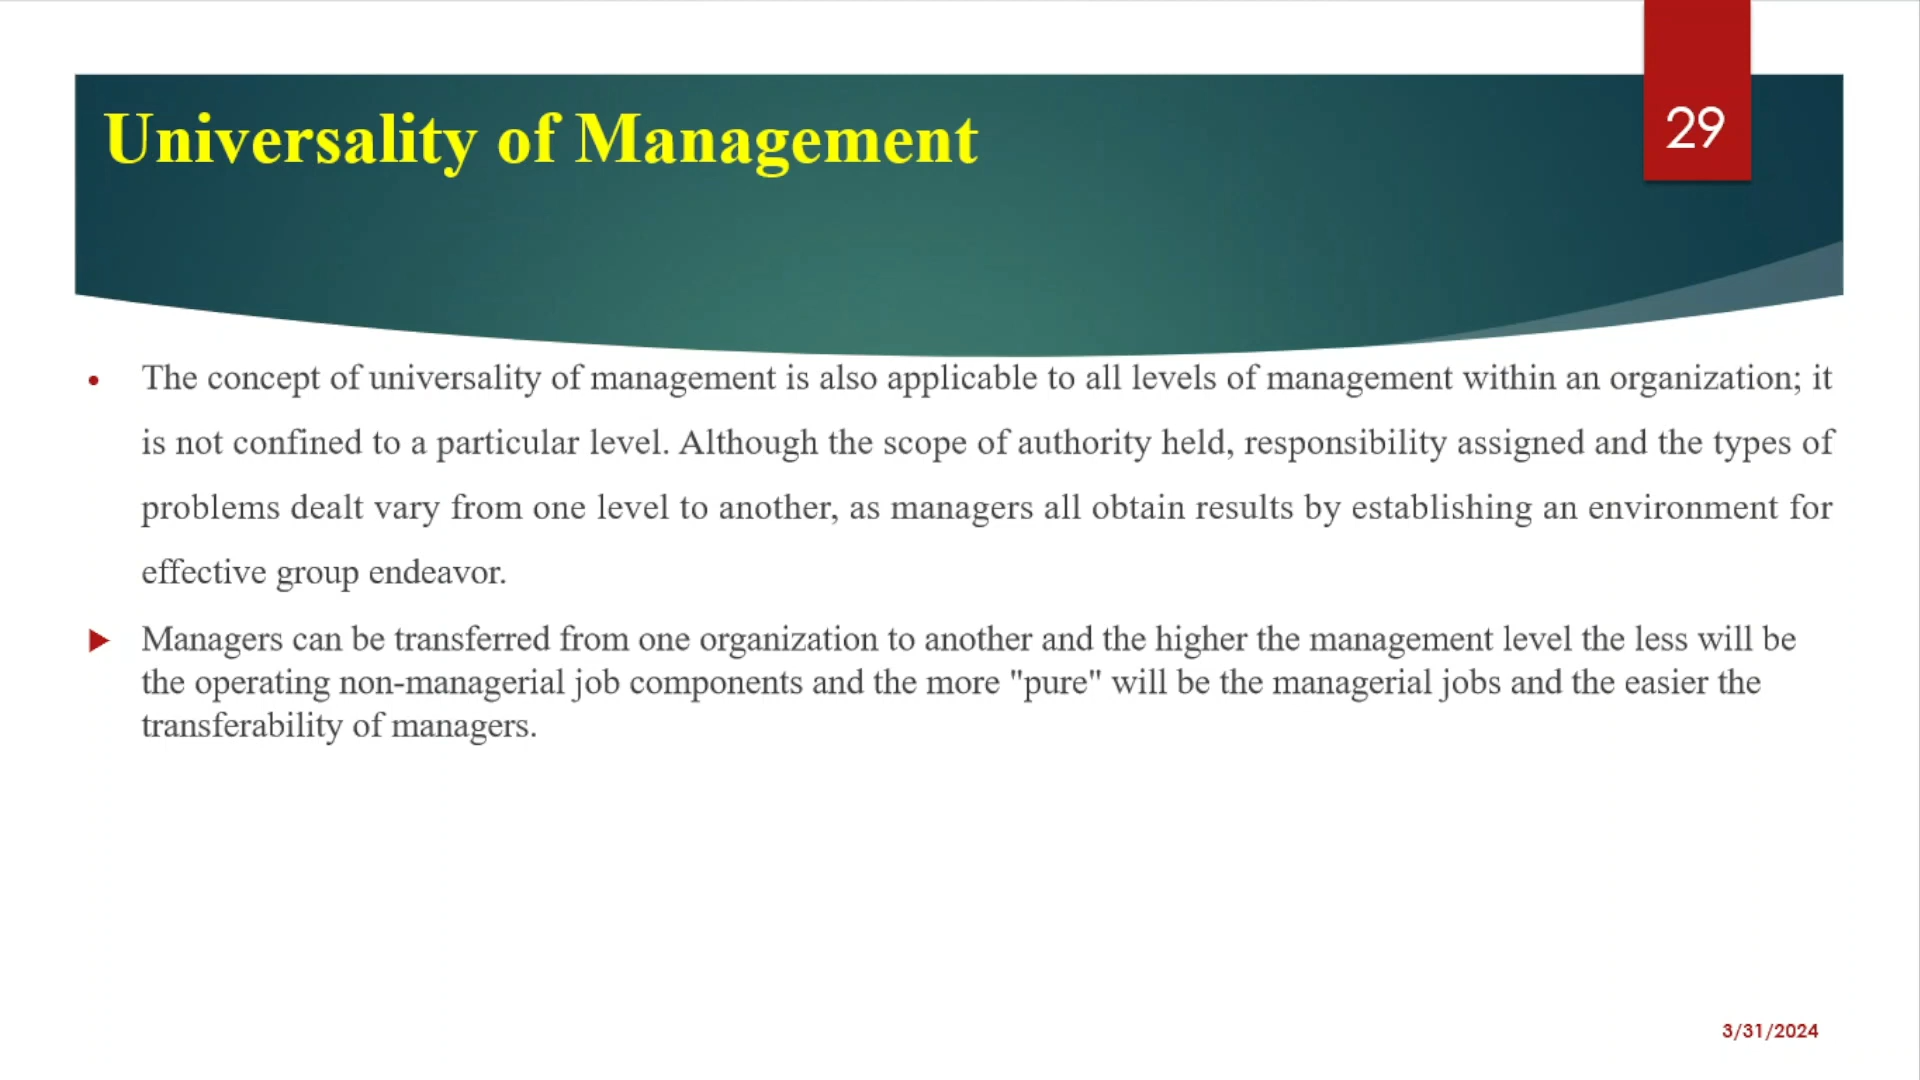 29
Universality of Management
• The concept of universality of management is also applicable to all levels of management within an organization; it
is not confined to a particular level. Although the scope of authority held, responsibility assigned and the types of
problems dealt vary from one level to another, as managers all obtain results by establishing an environment for
effective group endeavor.
Managers can be transferred from one organization to another and the higher the management level the less will be
the operating non-managerial job components and the more "pure" will be the managerial jobs and the easier the
transferability of managers.
3/31/2024